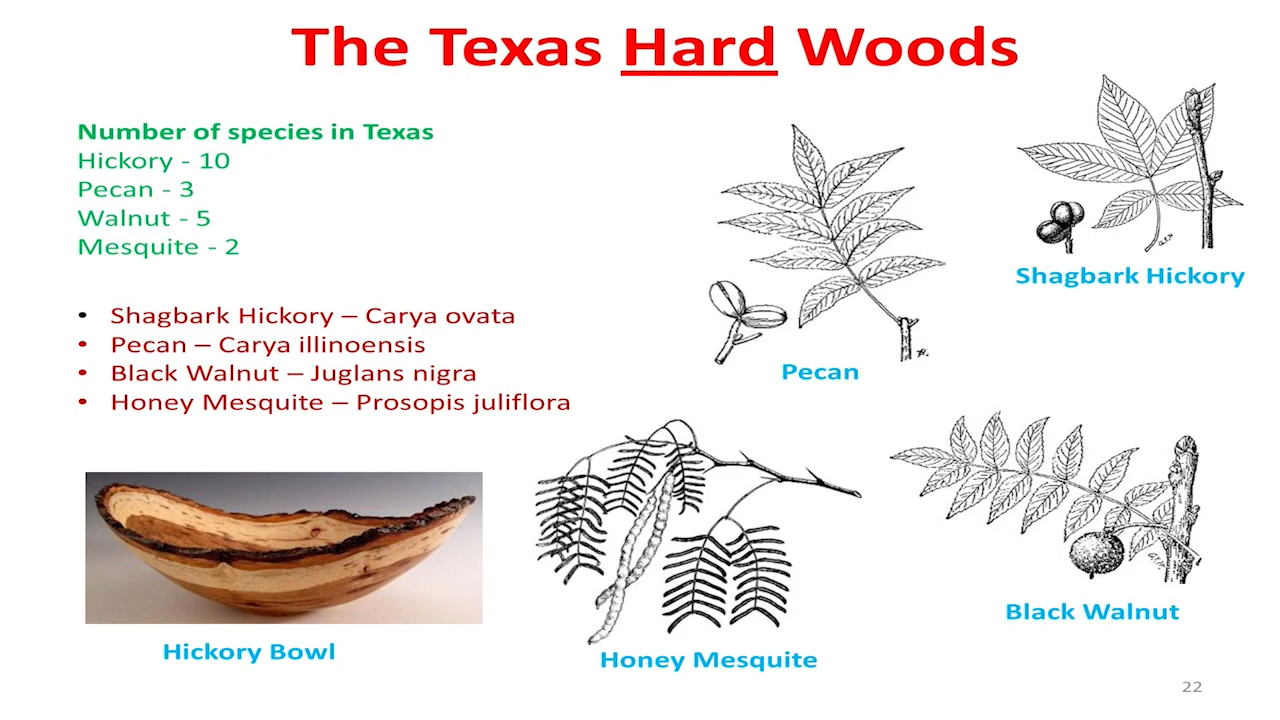 The Texas Hard Woods
Number of species in Texas
Hickory - 10
Pecan - 3
Walnut - 5
Mesquite - 2
• Shagbark Hickory – Carya ovata
• Pecan – Carya illinoensis
• Black Walnut – Juglans nigra
• Honey Mesquite – Prosopis juliflora
Shagbark Hickory
Pecan
Black Walnut
Hickory Bowl
Honey Mesquite
22